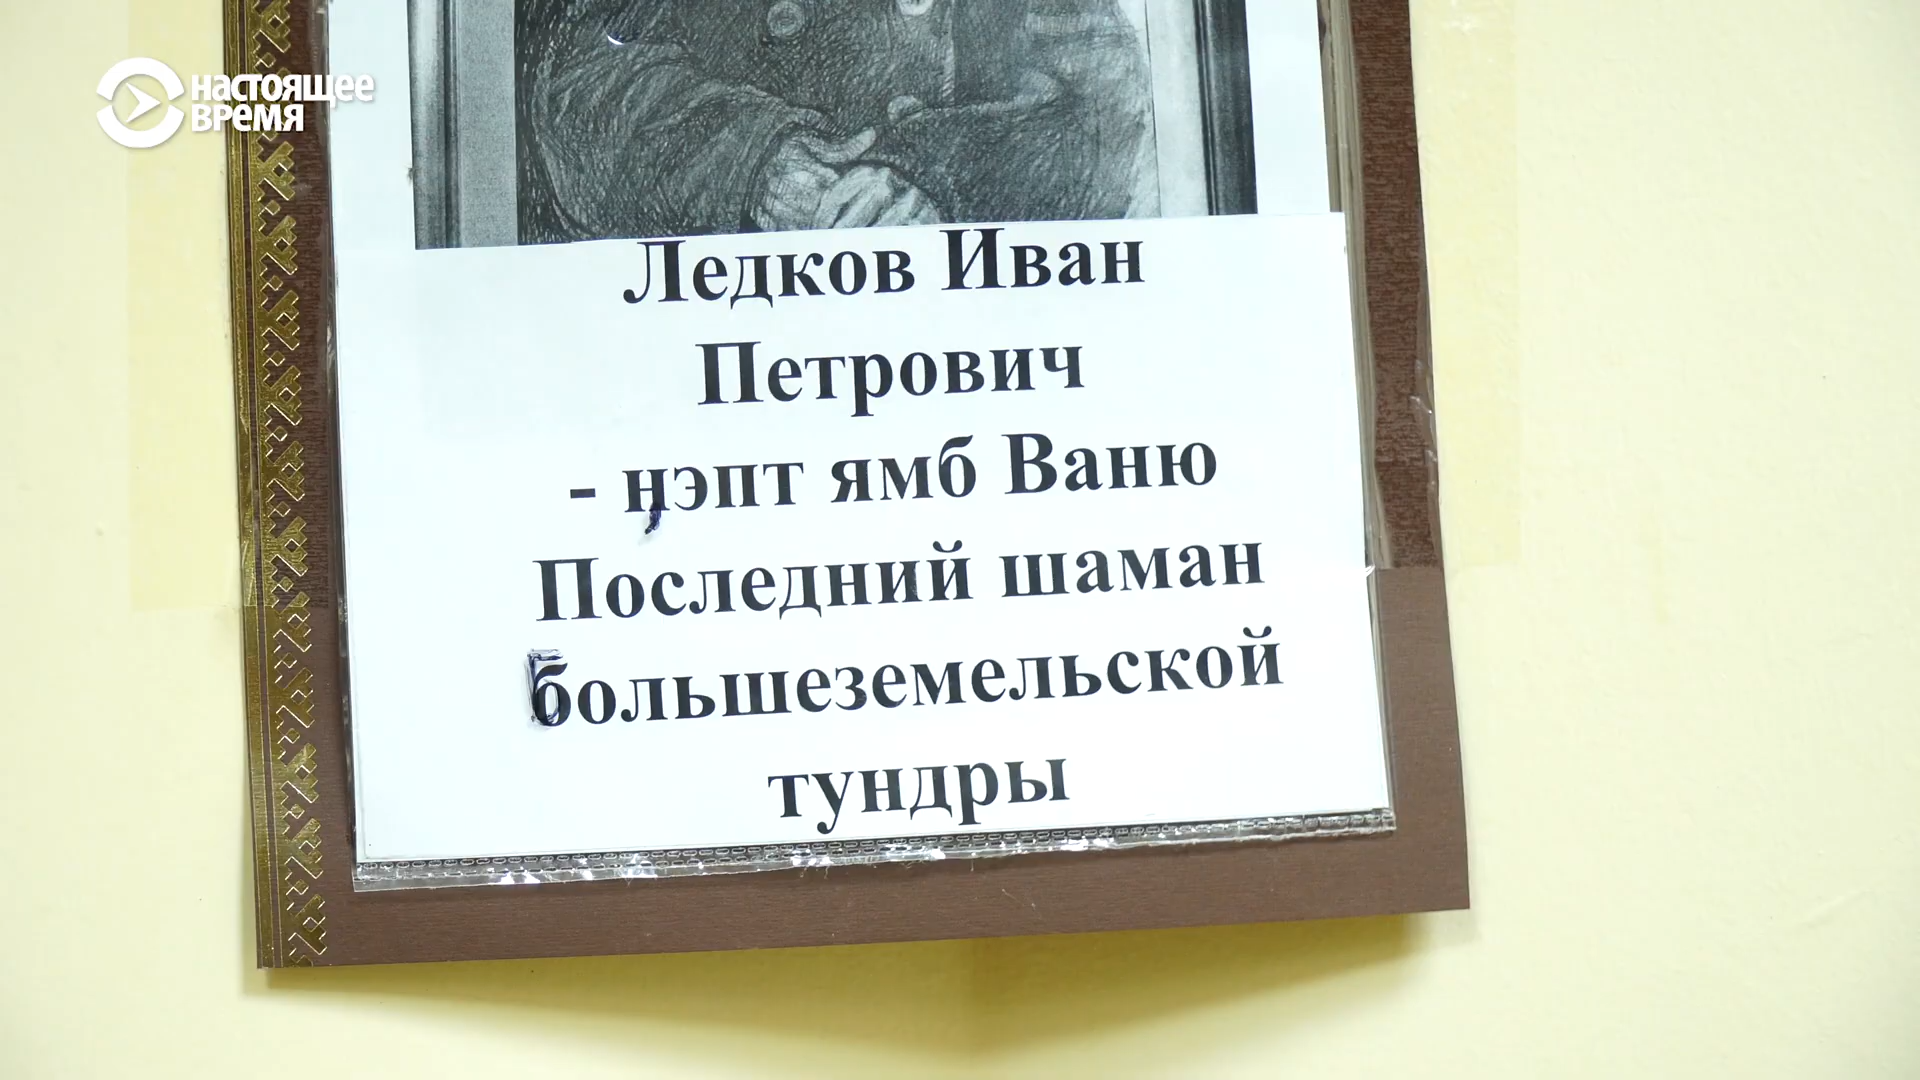 настоящее
время
Ледков Иван
Петрович
- ӈэпт ямб Ваню
Последний шаман
Большеземельской
тундры